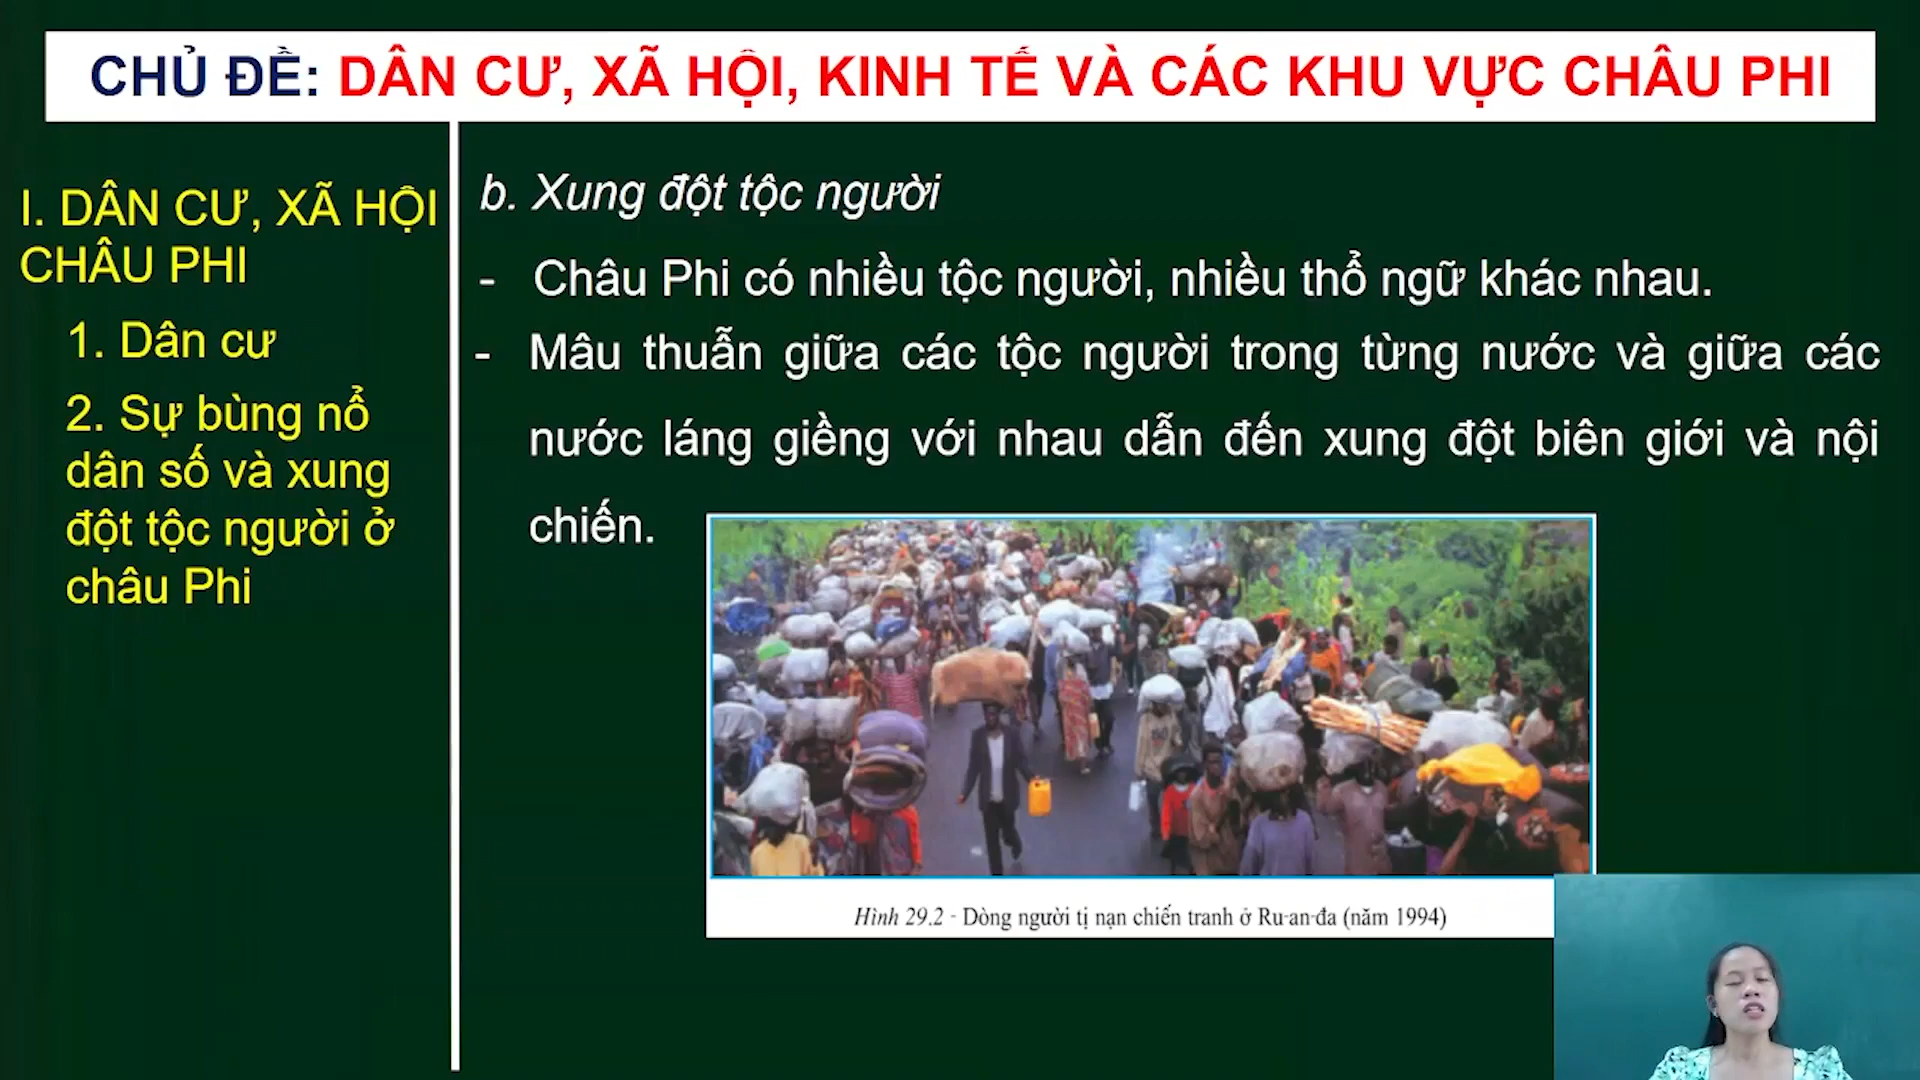 CHỦ ĐỀ: DÂN CƯ, XÃ HỘI, KINH TẾ VÀ CÁC KHU VỰC CHÂU PHI
I. DÂN CƯ, XÃ HỘI
CHÂU PHI
1. Dân cư
2. Sự bùng nổ
dân số và xung
đột tộc người ở
châu Phi
b. Xung đột tộc người
- Châu Phi có nhiều tộc người, nhiều thổ ngữ khác nhau.
- Mâu thuẫn giữa các tộc người trong từng nước và giữa các
nước láng giềng với nhau dẫn đến xung đột biên giới và nội
chiến.
Hình 29.2 - Dòng người tị nạn chiến tranh ở Ru-an-đa (năm 1994)